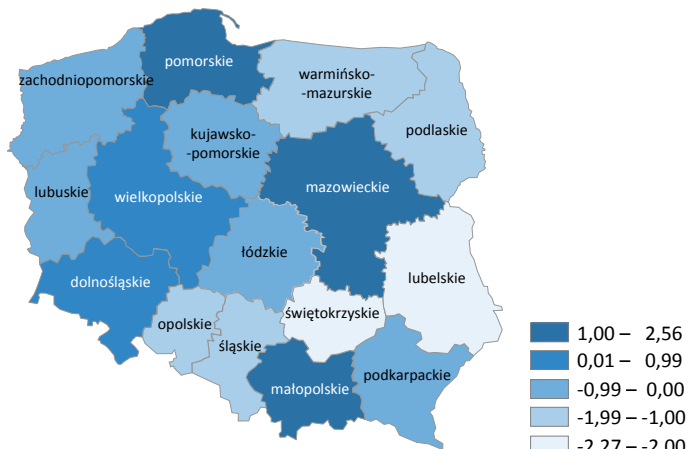 pomorskie
zachodniopomorskie
warmińsko-
-mazurskie
podlaskie
kujawsko-
-pomorskie
lubuskie
wielkopolskie
mazowieckie
łódzkie
dolnośląskie
lubelskie
opolskie
świętokrzyskie
śląskie
małopolskie
podkarpackie
1,00 – 2,56
0,01 – 0,99
-0,99 – 0,00
-1,99 – -1,00
-2,27 – -2,00